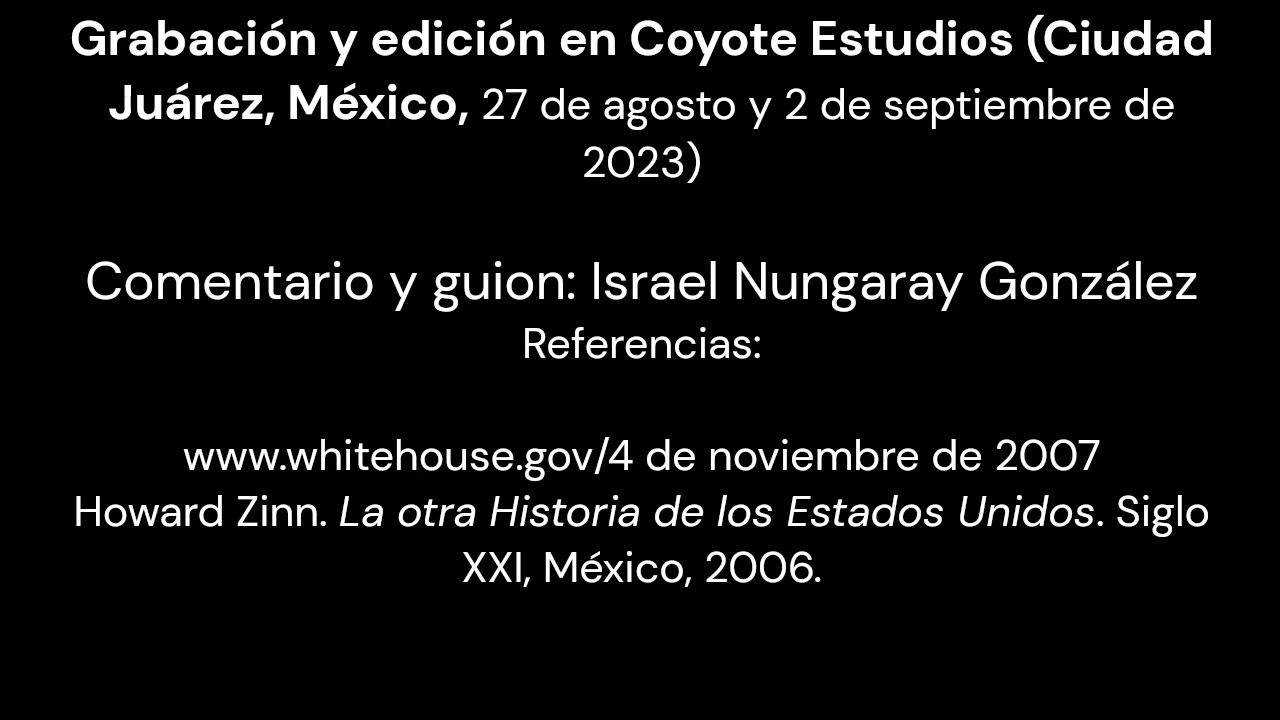 Grabación y edición en Coyote Estudios (Ciudad
Juárez, México, 27 de agosto y 2 de septiembre de
2023)
Comentario y guion: Israel Nungaray González
Referencias:
www.whitehouse.gov/4 de noviembre de 2007
Howard Zinn. La otra Historia de los Estados Unidos. Siglo
XXI, México, 2006.